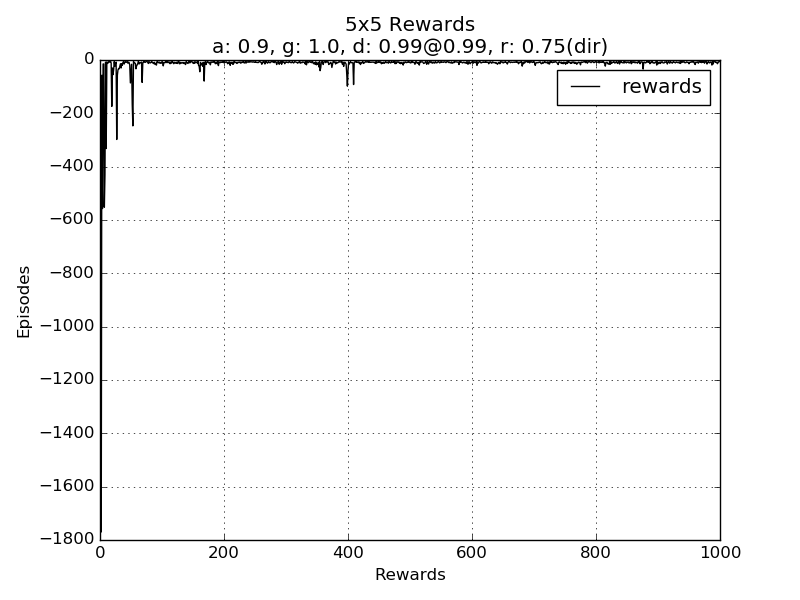 5x5 Rewards
a: 0.9, g: 1.0, d: 0.99@0.99, r: 0.75(dir)
rewards
0
−200
−400
−600
−800
−1000
−1200
−1400
−1600
−1800
Episodes
0 200 400 600 800 1000
Rewards